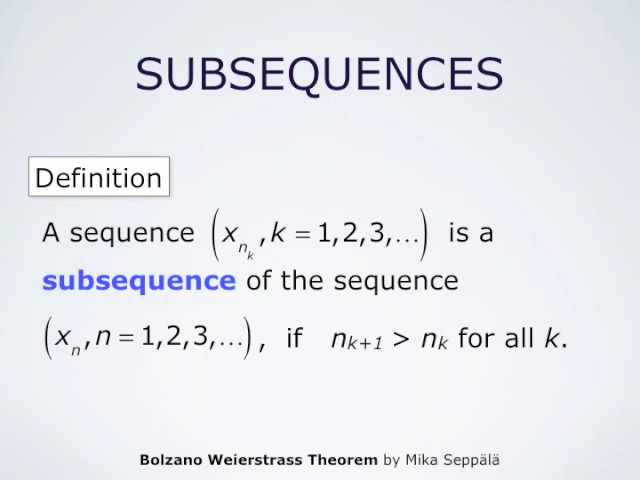 SUBSEQUENCES
Definition
A sequence (x_{n_k}, k = 1,2,3,…) is a
subsequence of the sequence
(x_n, n = 1,2,3,…), if n_{k+1} > n_k for all k.
Bolzano Weierstrass Theorem by Mika Seppälä